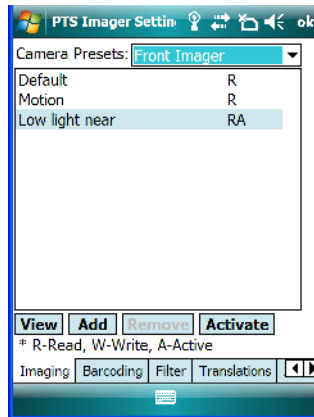 PTS Imager Settin ok
Camera Presets: Front Imager
Default R
Motion R
Low light near RA
View Add Remove Activate
* R-Read, W-Write, A-Active
Imaging Barcoding Filter Translations